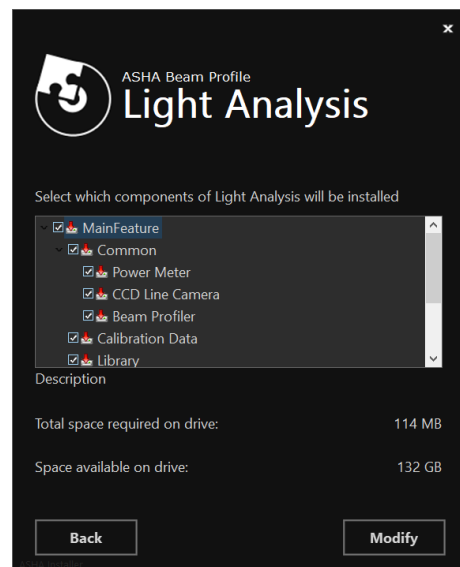 ASHA Beam Profile
Light Analysis
Select which components of Light Analysis will be installed
MainFeature
Common
Power Meter
CCD Line Camera
Beam Profiler
Calibration Data
Library
Description
Total space required on drive: 114 MB
Space available on drive: 132 GB
Back Modify
ASHA installer